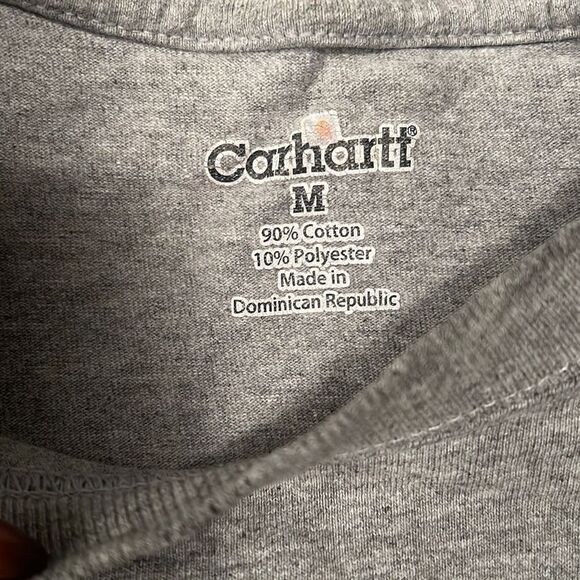 Carhartt®
M
90% Cotton
10% Polyester
Made in
Dominican Republic